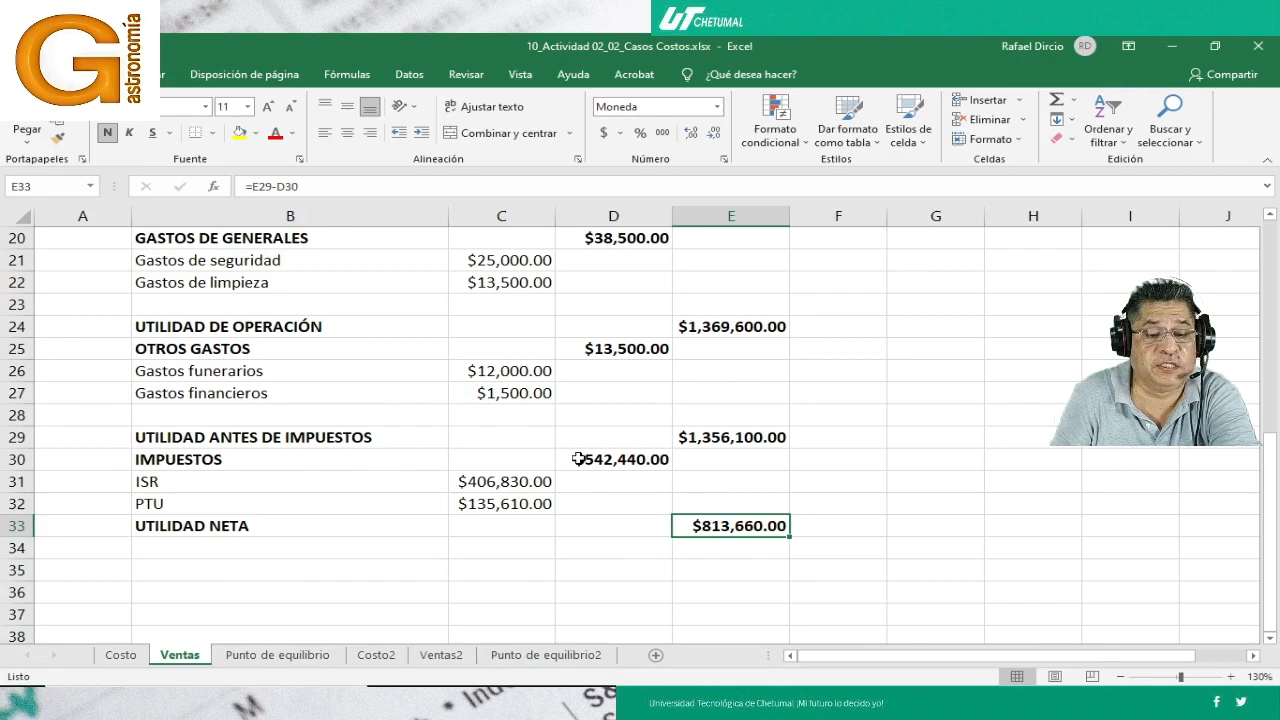 Gastronomía
UT CHETUMAL
10_Actividad 02_02_Casos Costos.xlsx - Excel
Rafael Dircio RD
Disposición de página Fórmulas Datos Revisar Vista Ayuda Acrobat ¿Qué desea hacer? Compartir
11 A A Ajustar texto Moneda Insertar
Pegar N K S A Combinar y centrar $ % 000 Formato condicional Dar formato como tabla Estilos de celda Eliminar Formato Ordenar y filtrar Buscar y seleccionar
Portapapeles Fuente Alineación Número Estilos Celdas Edición
E33 fx =E29-D30
A B C D E F G H I J
20 GASTOS DE GENERALES $38,500.00
21 Gastos de seguridad $25,000.00
22 Gastos de limpieza $13,500.00
23
24 UTILIDAD DE OPERACIÓN $1,369,600.00
25 OTROS GASTOS $13,500.00
26 Gastos funerarios $12,000.00
27 Gastos financieros $1,500.00
28
29 UTILIDAD ANTES DE IMPUESTOS $1,356,100.00
30 IMPUESTOS 542,440.00
31 ISR $406,830.00
32 PTU $135,610.00
33 UTILIDAD NETA $813,660.00
34
35
36
37
38
Costo Ventas Punto de equilibrio Costo2 Ventas2 Punto de equilibrio2
Listo 130%
Universidad Tecnológica de Chetumal ¡Mi futuro lo decido yo!